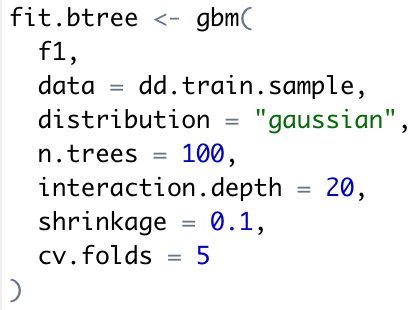 fit.btree <- gbm(
  f1,
  data = dd.train.sample,
  distribution = "gaussian",
  n.trees = 100,
  interaction.depth = 20,
  shrinkage = 0.1,
  cv.folds = 5
)